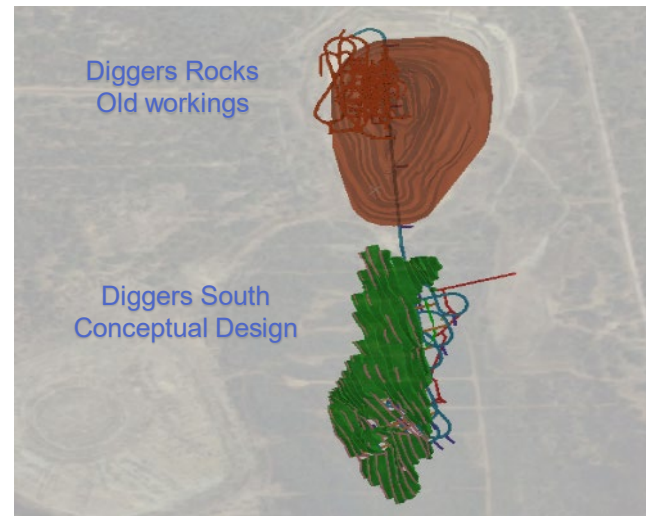 Diggers Rocks
Old workings
Diggers South
Conceptual Design